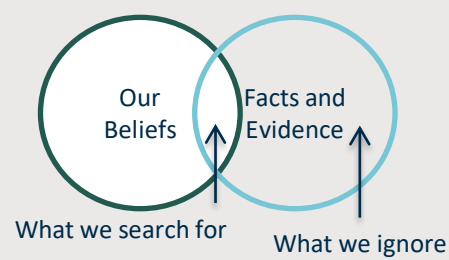 Our
Beliefs
Facts and
Evidence
What we search for
What we ignore